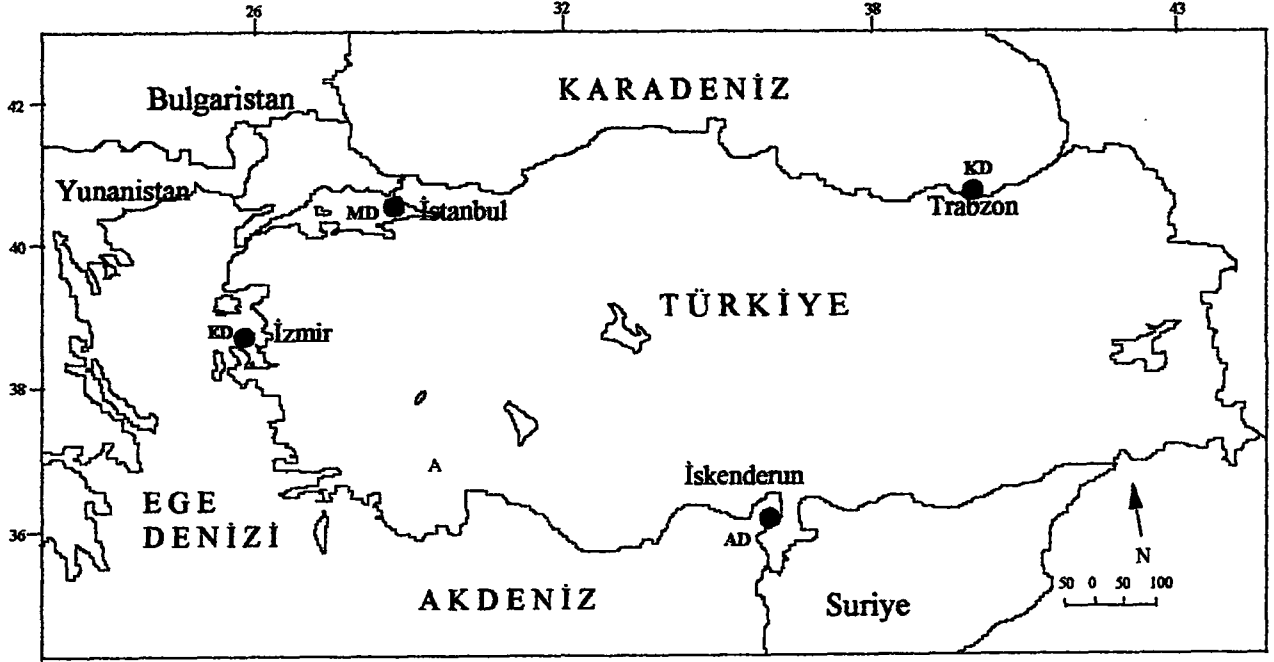 26 32 38 43
42
Bulgaristan
KARADENİZ
Yunanistan
KD
Trabzon
MD İstanbul
40
TÜRKİYE
ED İzmir
38
A
İskenderun
EGE
DENİZİ
36
AD
N
50 0 50 100
AKDENİZ
Suriye